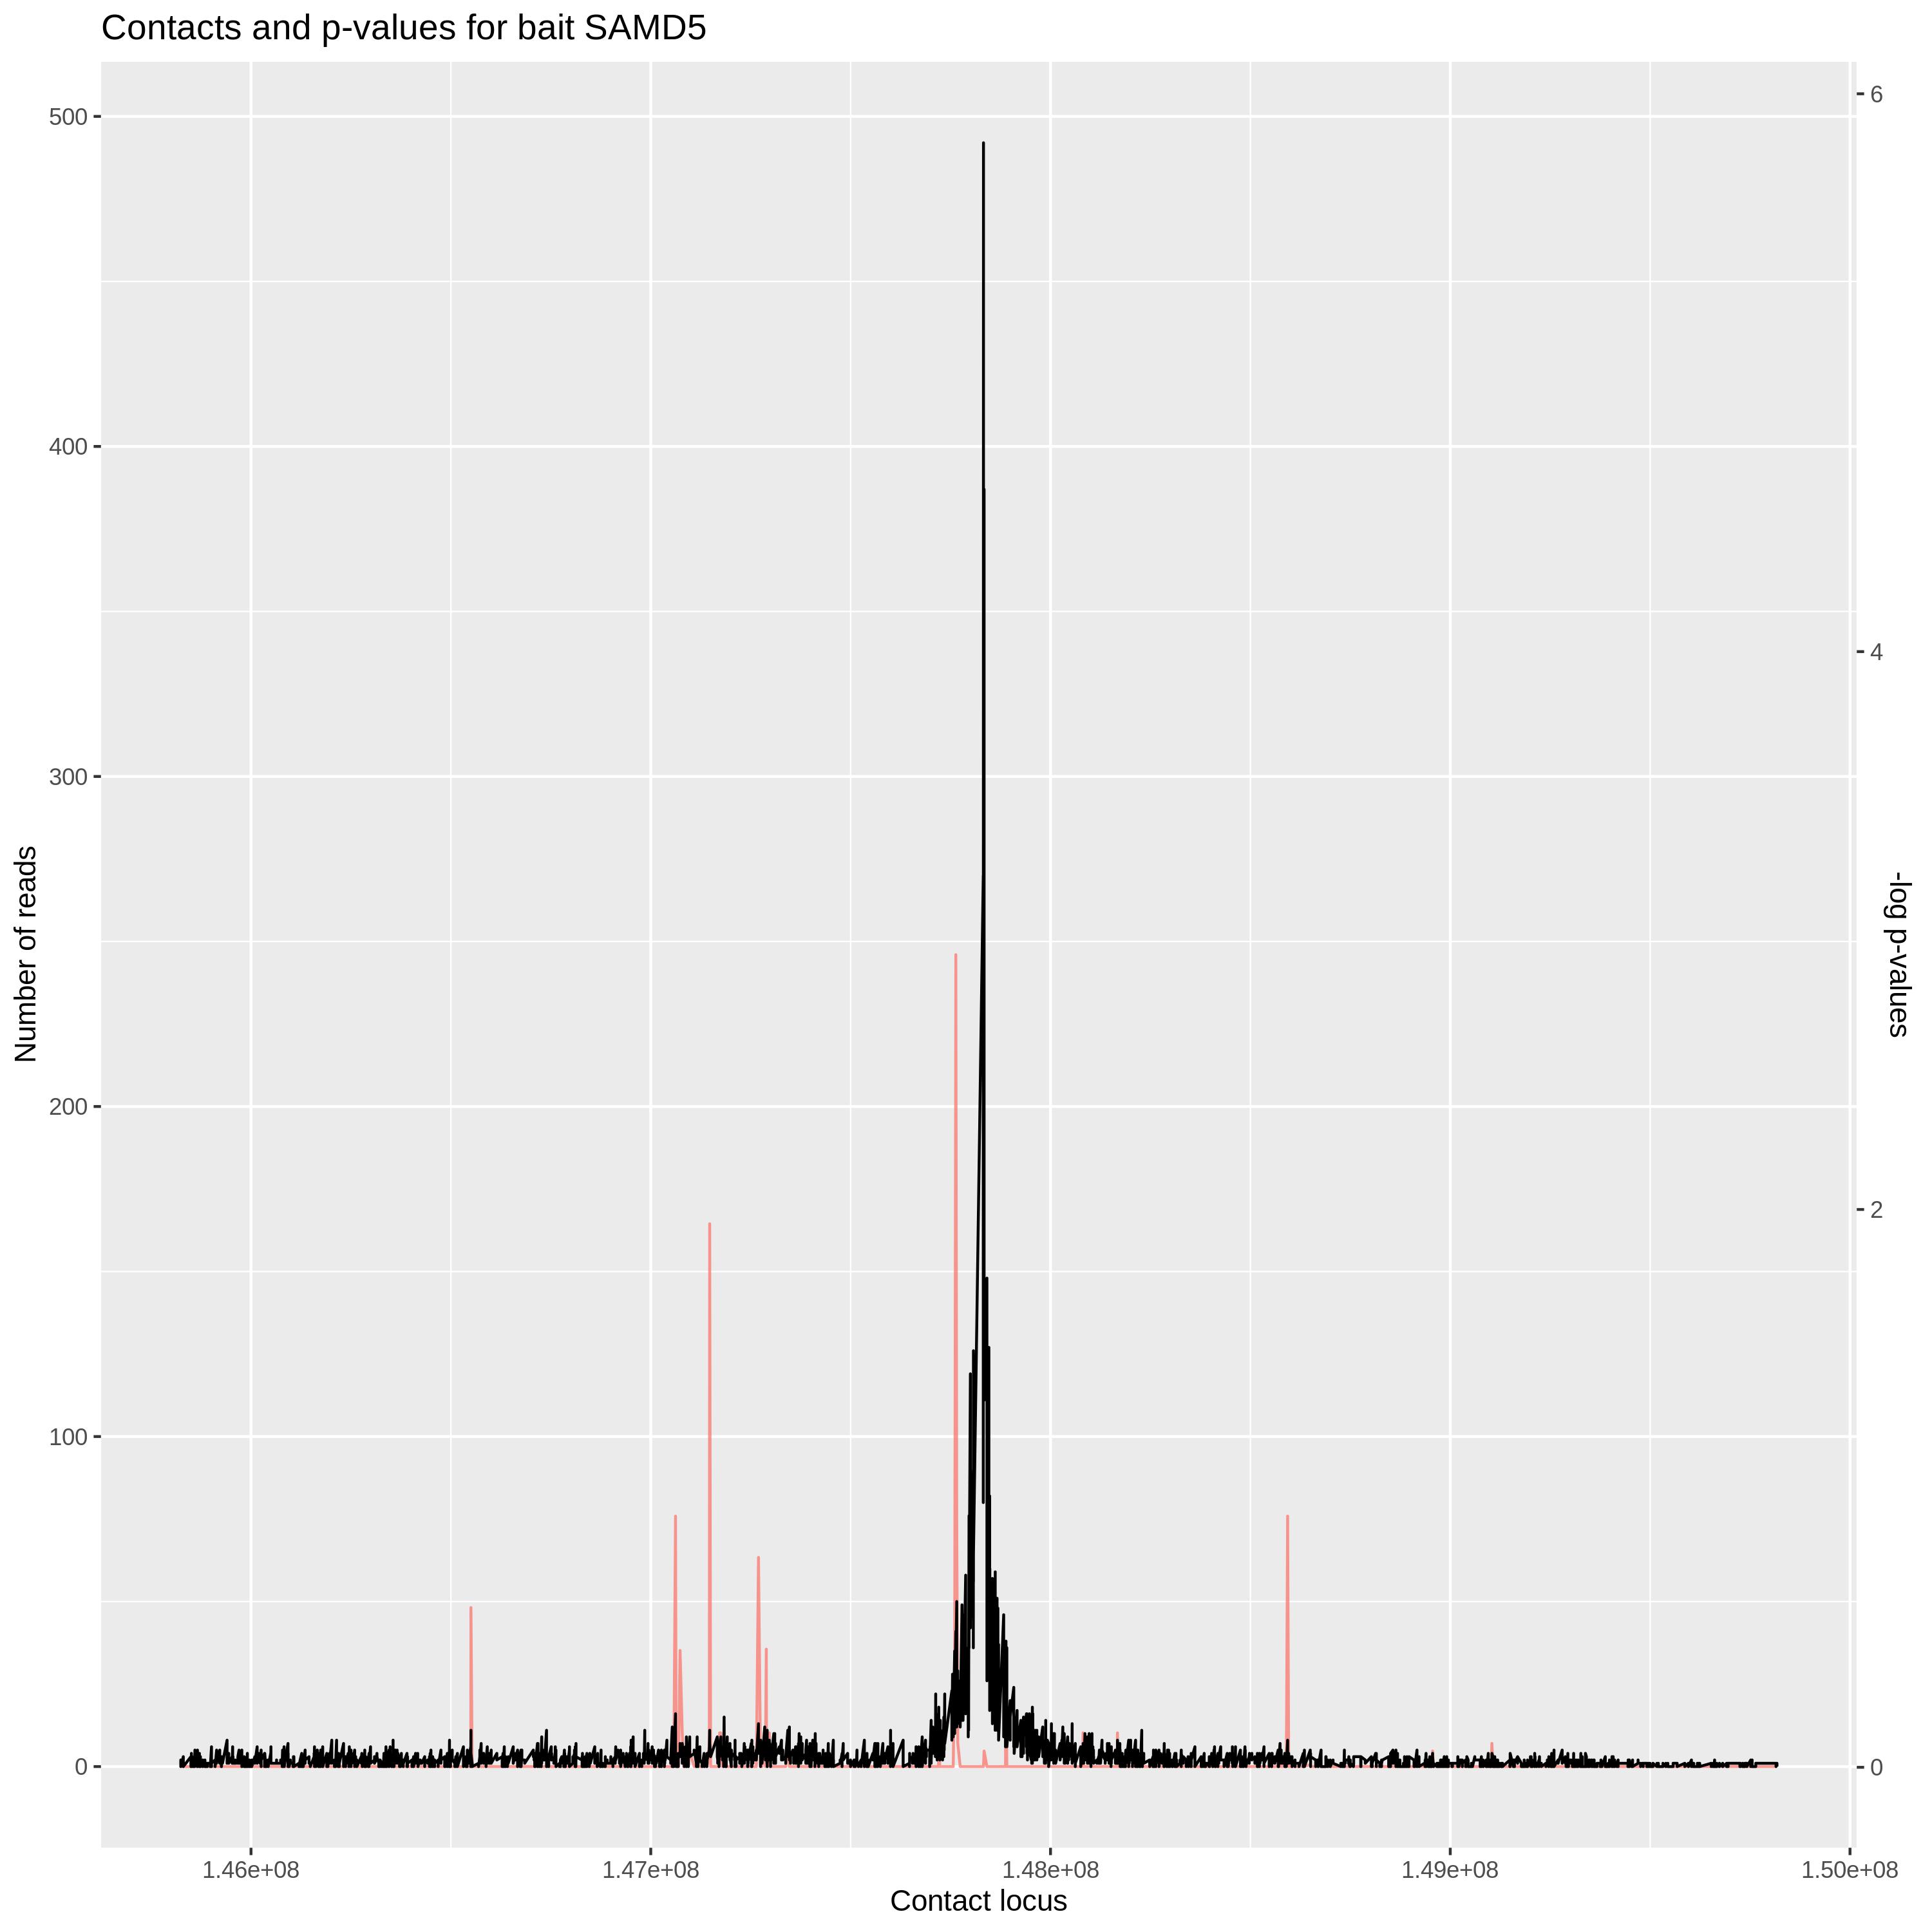 Contacts and p-values for bait SAMD5
500
400
300
200
100
0
Number of reads
6
4
2
0
-log p-values
1.46e+08
1.47e+08
1.48e+08
1.49e+08
1.50e+08
Contact locus